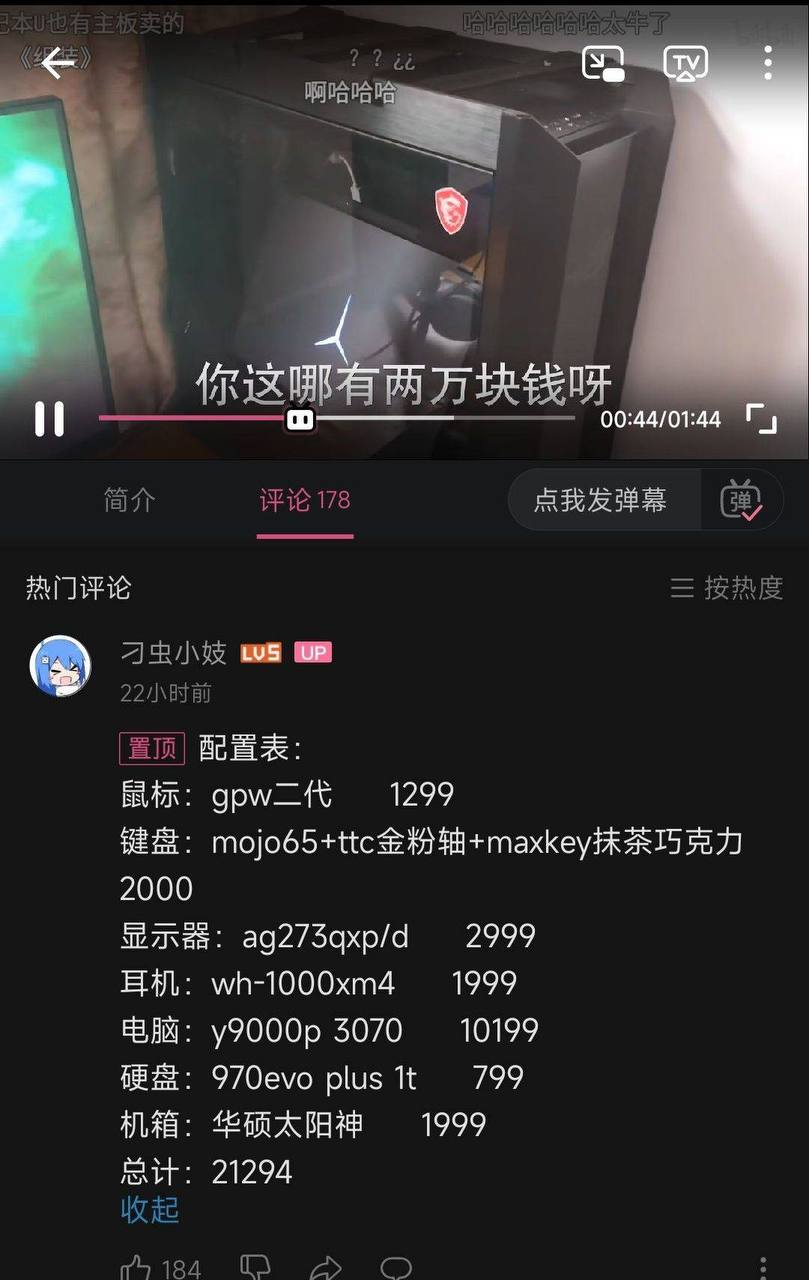 记本U也有主板卖的
哈哈哈哈哈哈太牛了
《组装》
？？¿¿
TV
啊哈哈哈
你这哪有两万块钱呀
00:44/01:44
简介
评论 178
点我发弹幕
弹
热门评论
按热度
刁虫小妓 LV5 UP
22小时前
置顶 配置表：
鼠标：gpw二代 1299
键盘：mojo65+ttc金粉轴+maxkey抹茶巧克力
2000
显示器：ag273qxp/d 2999
耳机：wh-1000xm4 1999
电脑：y9000p 3070 10199
硬盘：970evo plus 1t 799
机箱：华硕太阳神 1999
总计：21294
收起
184